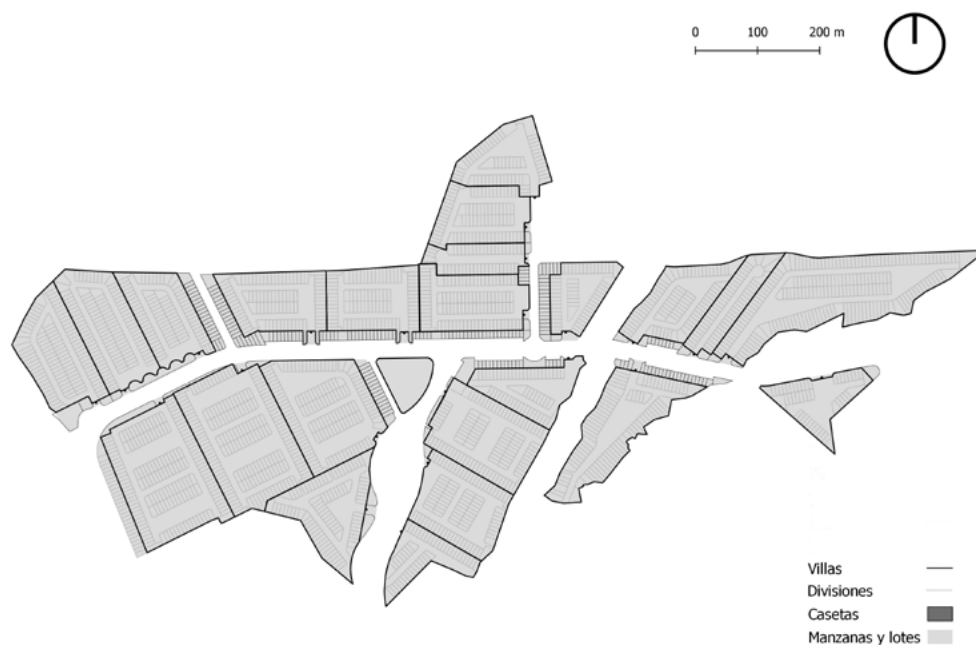 0 100 200 m
Villas
Divisiones
Casetas
Manzanas y lotes